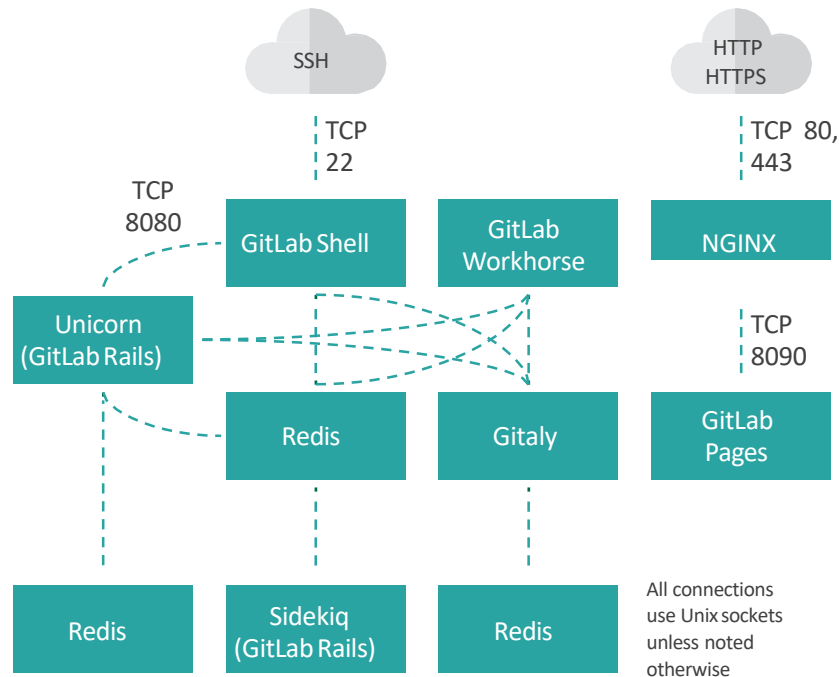 SSH
HTTP
HTTPS
TCP
22
TCP 80,
443
TCP
8080
GitLab Shell
GitLab
Workhorse
NGINX
Unicorn
(GitLab Rails)
TCP
8090
Redis
Gitaly
GitLab
Pages
Redis
Sidekiq
(GitLab Rails)
Redis
All connections
use Unix sockets
unless noted
otherwise